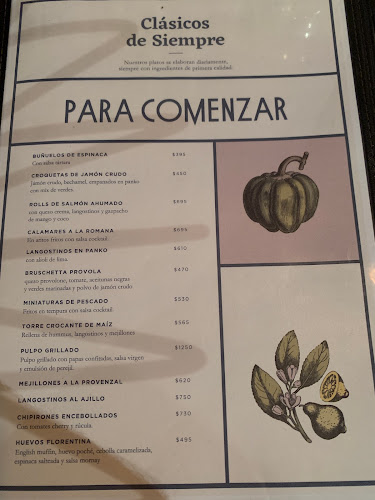 Clásicos
de Siempre
Nuestros platos se elaboran diariamente,
siempre con ingredientes de primera calidad.
PARA COMENZAR
BUÑUELOS DE ESPINACA $395
Con salsa tártara
CROQUETAS DE JAMÓN CRUDO $450
Jamón crudo, bechamel, empanados en panko
con mix de verdes
ROLLS DE SALMÓN AHUMADO
con queso crema, langostinos y gazpacho
de mango y coco
CALAMARES A LA ROMANA
En aritos fritos con salsa cocktail
LANGOSTINOS EN PANKO $610
con alioli de lima
BRUSCHETTA PROVOLA $470
queso provolone, tomate, aceitunas negras
y verdes marinadas y polvo de jamón crudo
MINIATURAS DE PESCADO $530
Fritos en tempura con salsa cocktail
TORRE CROCANTE DE MAÍZ $565
Rellena de hummus, langostinos y mejillones
PULPO GRILLADO $1250
Pulpo grillado con papas confitadas, salsa virgen
y emulsión de perejil
MEJILLONES A LA PROVENZAL $620
LANGOSTINOS AL AJILLO $750
CHIPIRONES ENCEBOLLADOS $730
Con tomates cherry y rúcula
HUEVOS FLORENTINA $495
English muffin, huevo poché, cebolla caramelizada,
espinaca salteada y salsa mornay